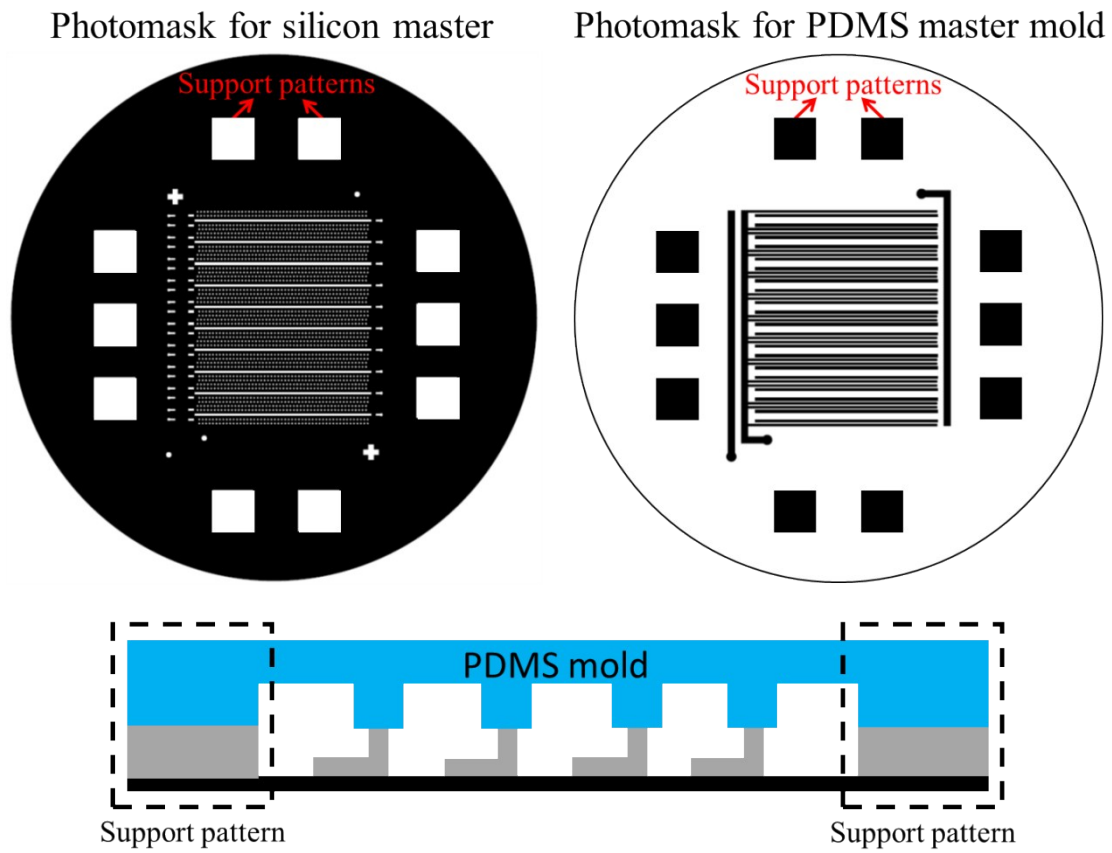 Photomask for silicon master
Photomask for PDMS master mold
Support patterns
Support patterns
PDMS mold
Support pattern
Support pattern